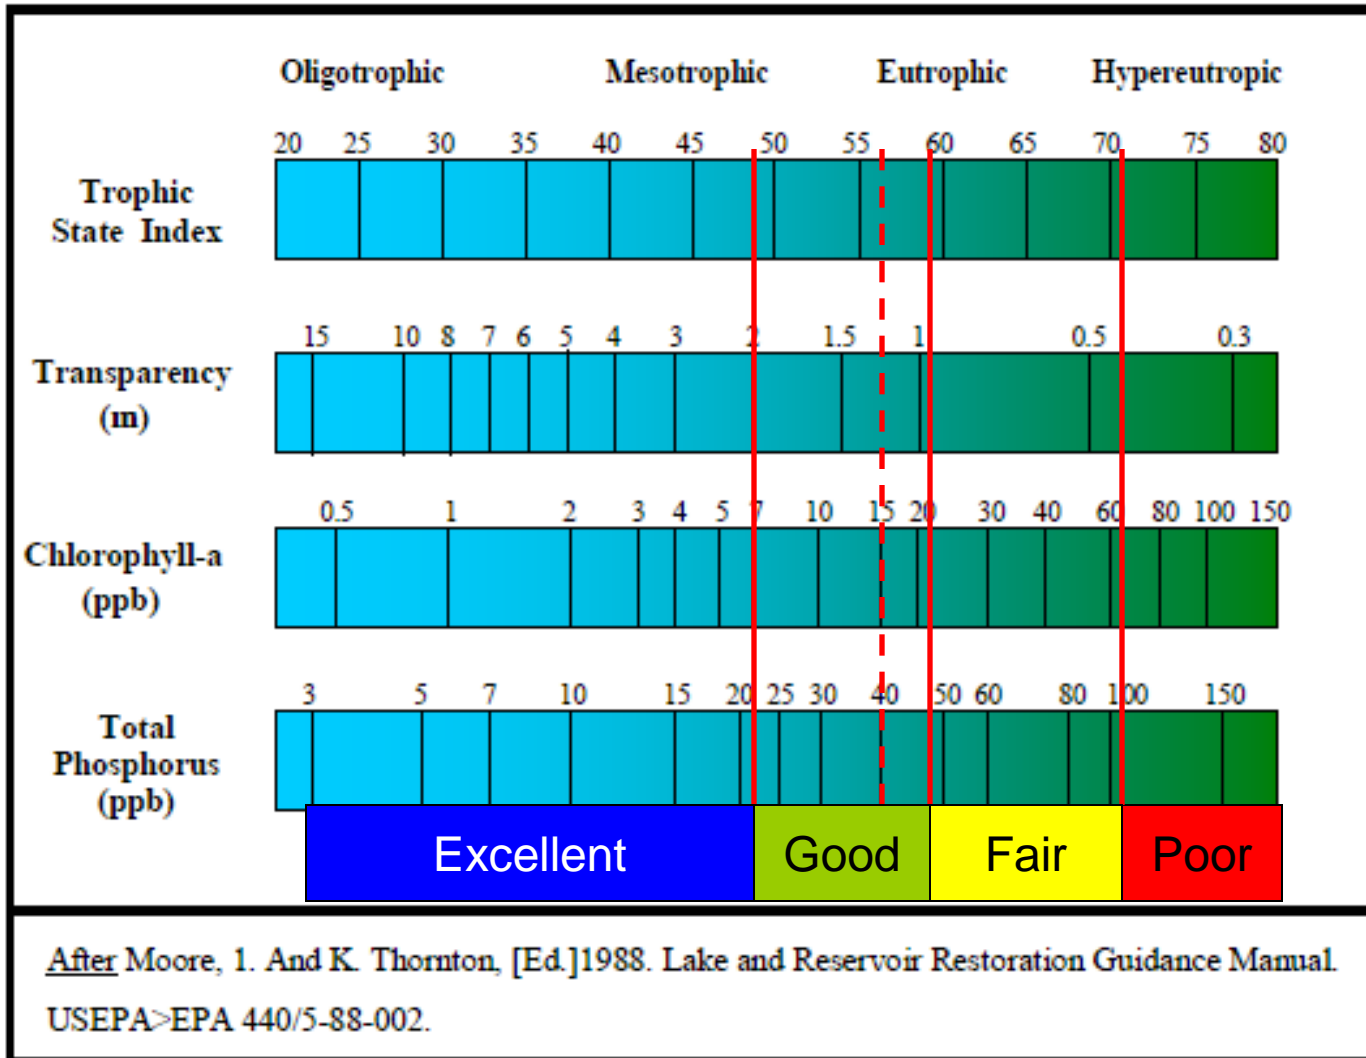 Oligotrophic Mesotrophic Eutrophic Hypereutropic
20 25 30 35 40 45 50 55 60 65 70 75 80
Trophic
State Index
15 10 8 7 6 5 4 3 2 1.5 1 0.5 0.3
Transparency
(m)
0.5 1 2 3 4 5 7 10 15 20 30 40 60 80 100 150
Chlorophyll-a
(ppb)
3 5 7 10 15 20 25 30 40 50 60 80 100 150
Total
Phosphorus
(ppb)
Excellent Good Fair Poor
After Moore, 1. And K. Thornton, [Ed.]1988. Lake and Reservoir Restoration Guidance Manual.
USEPA>EPA 440/5-88-002.